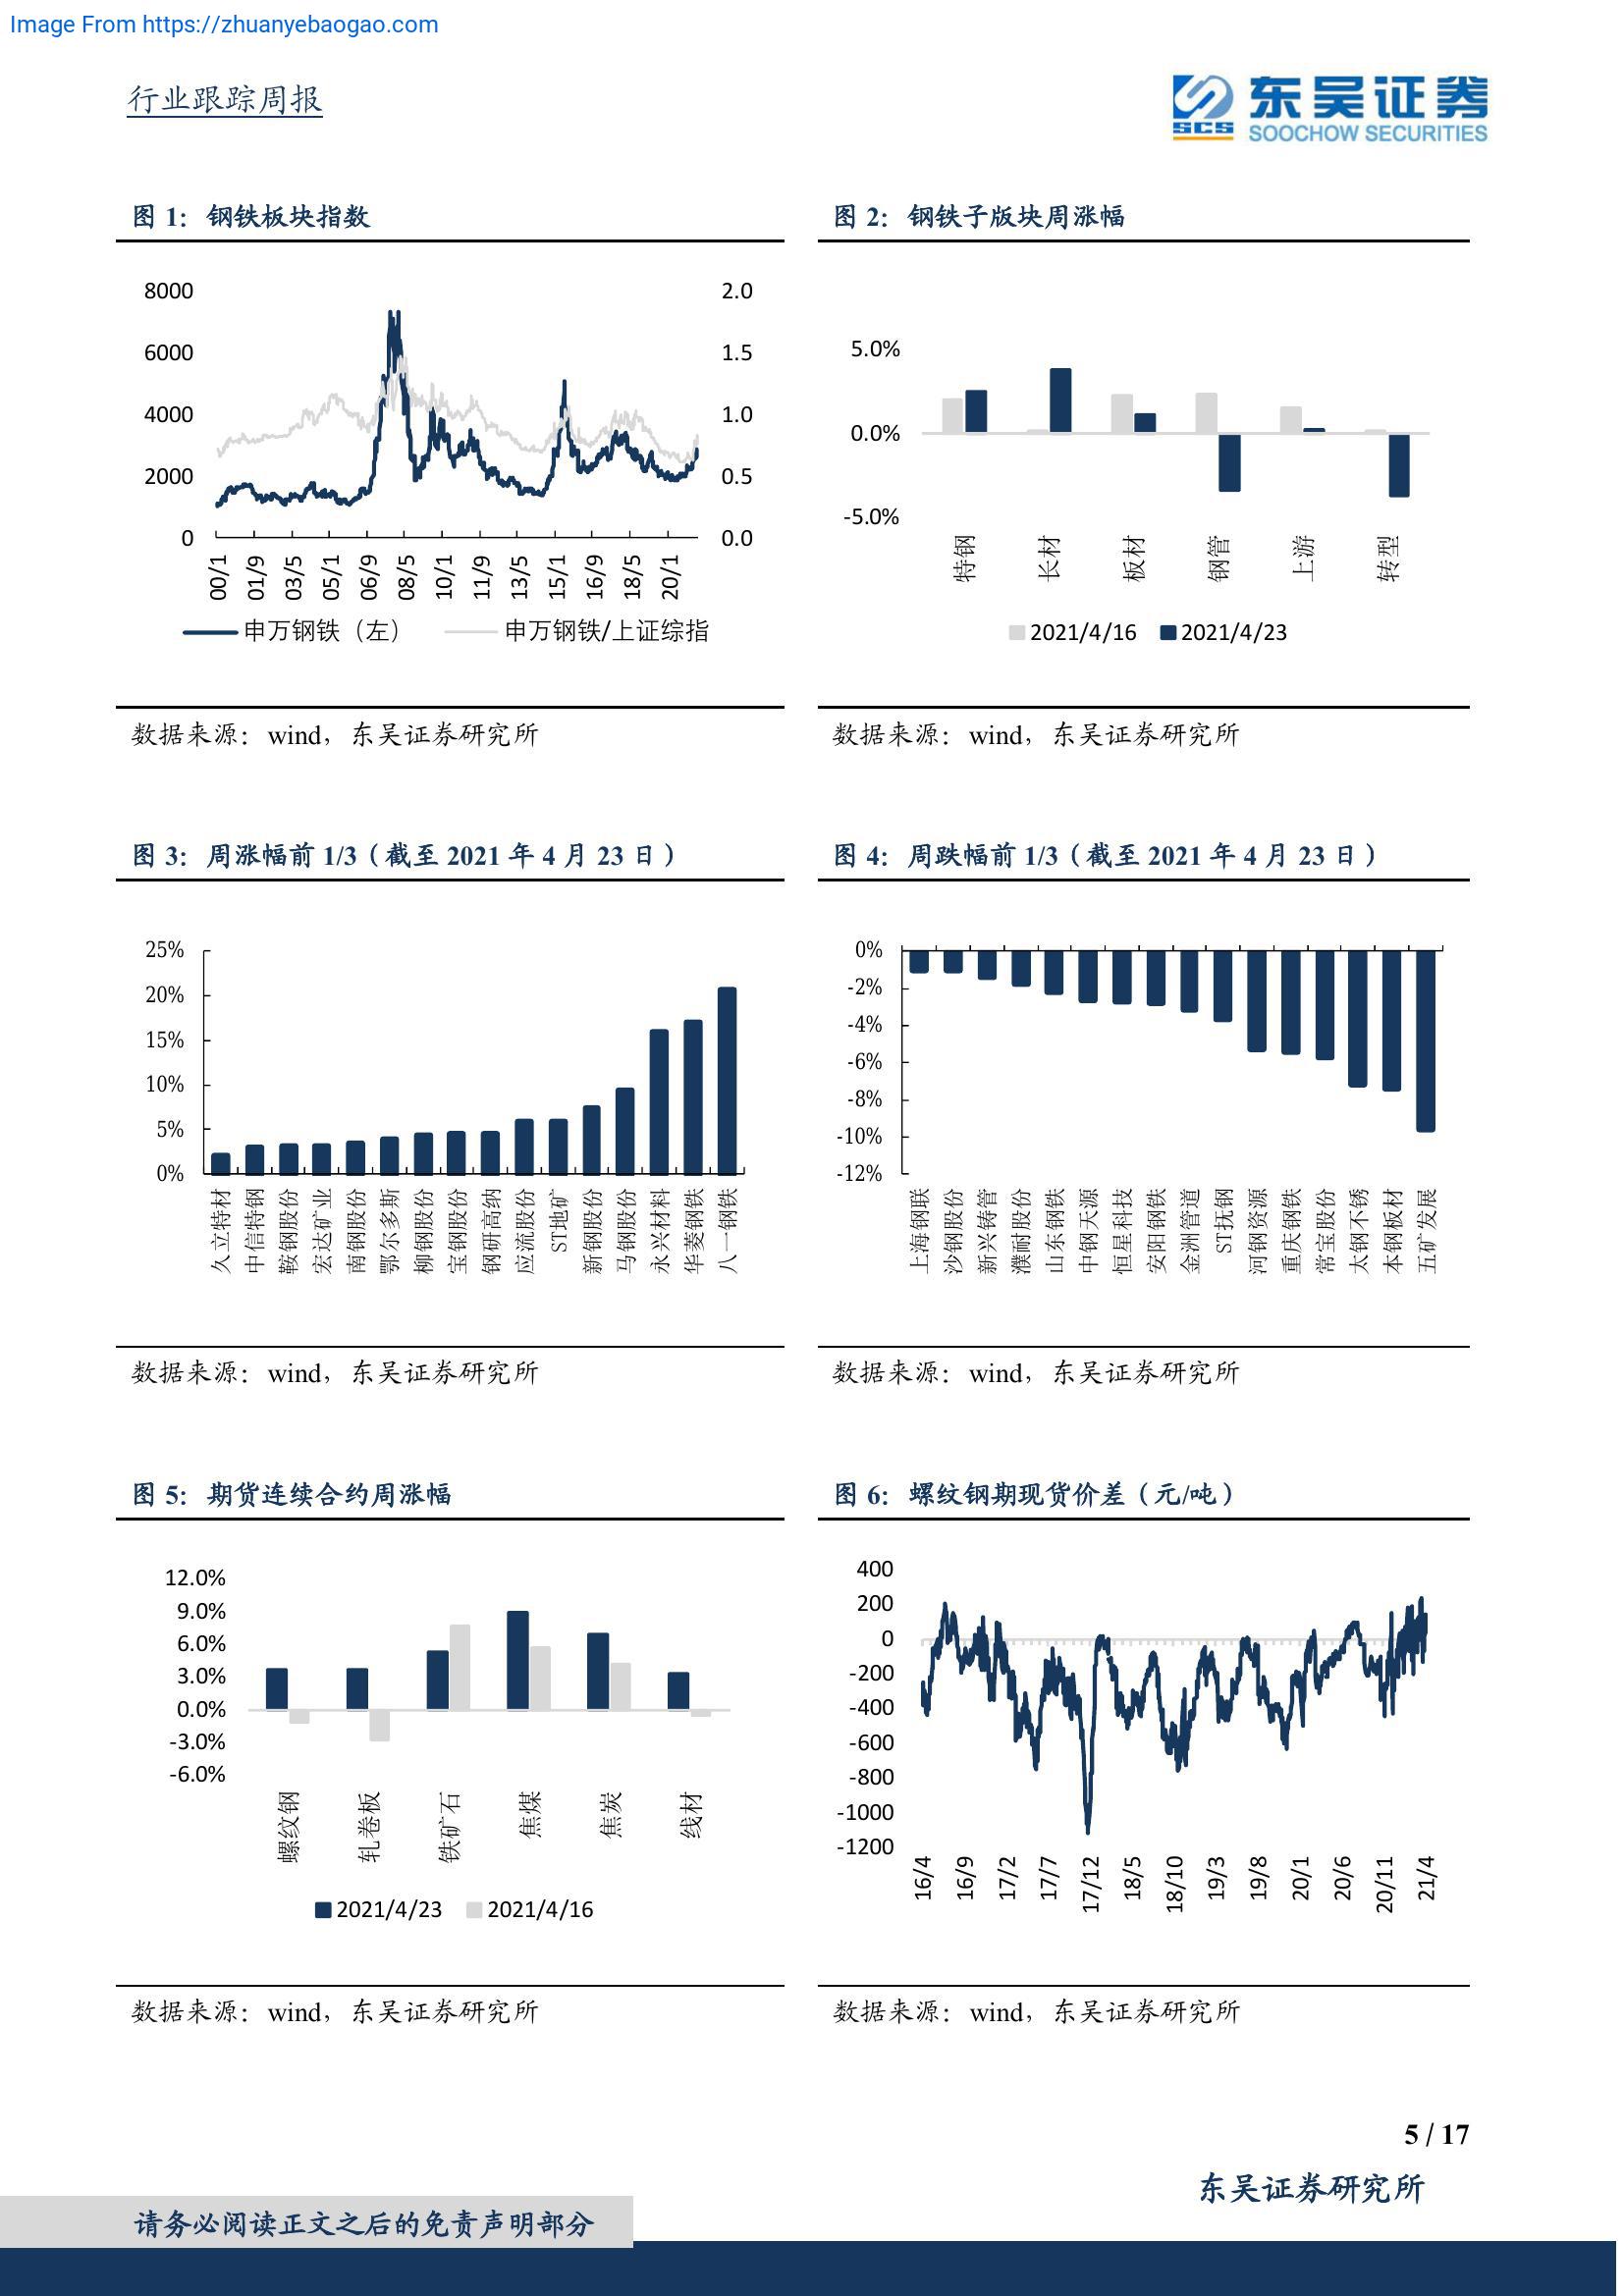 Image From https://zhuanyebaogao.com
行业跟踪周报
SCS
东吴证券
SOOCHOW SECURITIES
图 1：钢铁板块指数
8000
6000
4000
2000
0
2.0
1.5
1.0
0.5
0.0
00/1
01/9
03/5
05/1
06/9
08/5
10/1
11/9
13/5
15/1
16/9
18/5
20/1
申万钢铁（左）
申万钢铁/上证综指
数据来源：wind，东吴证券研究所
图 2：钢铁子版块周涨幅
5.0%
0.0%
-5.0%
特钢
长材
板材
钢管
上游
转型
2021/4/16
2021/4/23
数据来源：wind，东吴证券研究所
图 3：周涨幅前 1/3（截至 2021 年 4 月 23 日）
25%
20%
15%
10%
5%
0%
久立特材
中信特钢
鞍钢股份
宏达矿业
南钢股份
鄂尔多斯
柳钢股份
宝钢股份
钢研高纳
应流股份
ST地矿
新钢股份
马钢股份
永兴材料
华菱钢铁
八一钢铁
数据来源：wind，东吴证券研究所
图 4：周跌幅前 1/3（截至 2021 年 4 月 23 日）
0%
-2%
-4%
-6%
-8%
-10%
-12%
上海钢联
沙钢股份
新兴铸管
濮耐股份
山东钢铁
中钢天源
恒星科技
安阳钢铁
金洲管道
ST抚钢
河钢资源
重庆钢铁
常宝股份
太钢不锈
本钢板材
五矿发展
数据来源：wind，东吴证券研究所
图 5：期货连续合约周涨幅
12.0%
9.0%
6.0%
3.0%
0.0%
-3.0%
-6.0%
螺纹钢
轧卷板
铁矿石
焦煤
焦炭
线材
2021/4/23
2021/4/16
数据来源：wind，东吴证券研究所
图 6：螺纹钢期现货价差（元/吨）
400
200
0
-200
-400
-600
-800
-1000
-1200
16/4
16/9
17/2
17/7
17/12
18/5
18/10
19/3
19/8
20/1
20/6
20/11
21/4
数据来源：wind，东吴证券研究所
5 / 17
东吴证券研究所
请务必阅读正文之后的免责声明部分